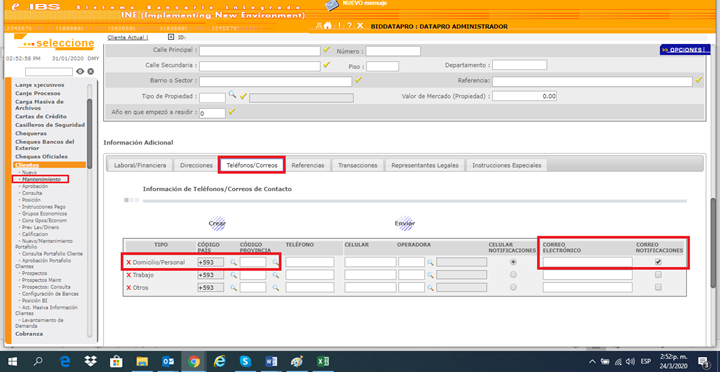 NUEVO mensaje
e-IBS Sistema Bancario Integrado
INE (Implementing New Environment)
BIDDATAPRO : DATAPRO ADMINISTRADOR
...seleccione
Cliente Actual | ID:
02:52:58 PM 31/01/2020 DMY
» OPCIONES |
Canje Ejecutivos
Canje Procesos
Carga Masiva de
Archivos
Cartas de Crédito
Casilleros de Seguridad
Chequeras
Cheques Bancos del
Exterior
Cheques Oficiales
Clientes
- Nuevo
- Mantenimiento
- Aprobación
- Consulta
- Posición
- Instrucciones Pago
- Grupos Economicos
- Cons Gpos/Econom
- Prev Lav/Dinero
- Calificacion
- Nuevo/Mantenimiento
Portafolio
- Consulta Portafolio Cliente
- Aprobación Portafolio
Clientes
- Prospectos
- Prospectos Maint
- Prospectos: Consulta
- Configuración de Bancas
- Posición BI
- Act. Masiva Información
Clientes
- Levantamiento de
Demanda
Cobranza
Calle Principal : Número :
Calle Secundaria : Piso : Departamento :
Barrio o Sector : Referencia:
Tipo de Propiedad : Valor de Mercado (Propiedad) : 0.00
Año en que empezó a residir : 0
Información Adicional
Laboral/Financiera Direcciones Teléfonos/Correos Referencias Transacciones Representantes Legales Instrucciones Especiales
Información de Teléfonos/Correos de Contacto
Crear Enviar
TIPO CÓDIGO PAÍS CÓDIGO PROVINCIA TELÉFONO CELULAR OPERADORA CELULAR NOTIFICACIONES CORREO ELECTRÓNICO CORREO NOTIFICACIONES
X Domicilio/Personal +593
X Trabajo +593
X Otros +593
ESP
2:52p. m.
24/3/2020
3